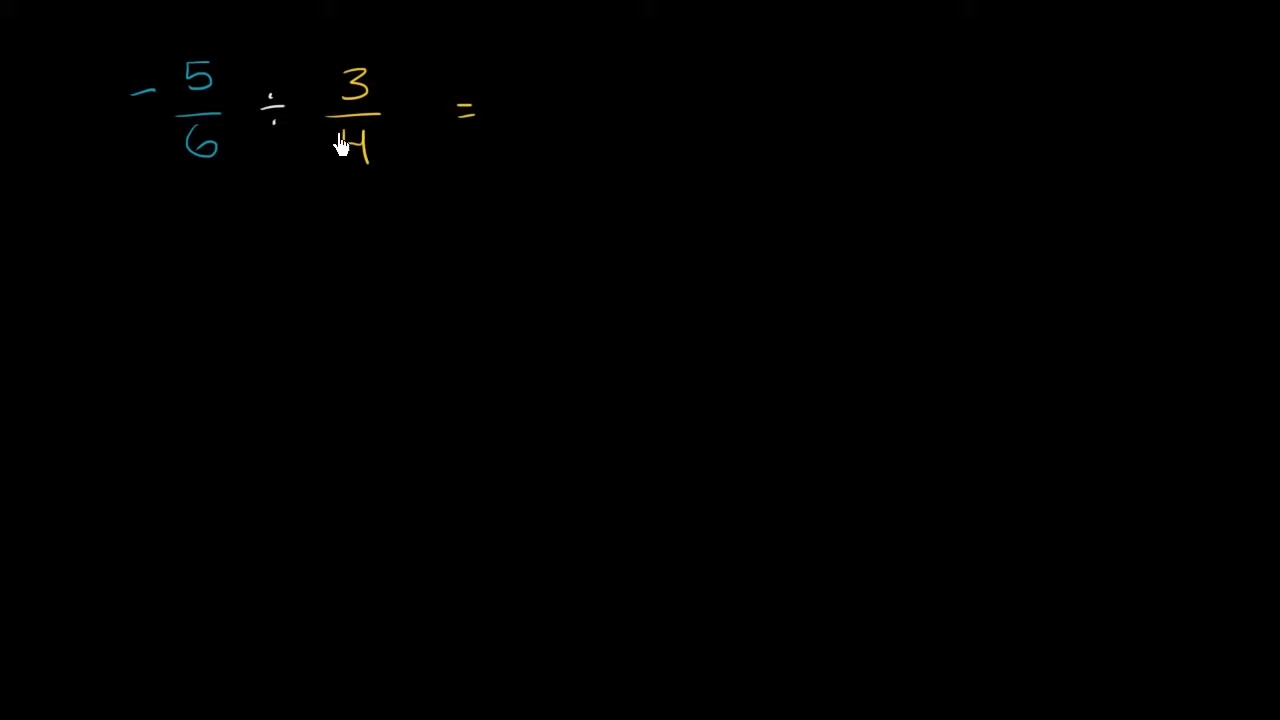 - 5/6 ÷ 3/4 =